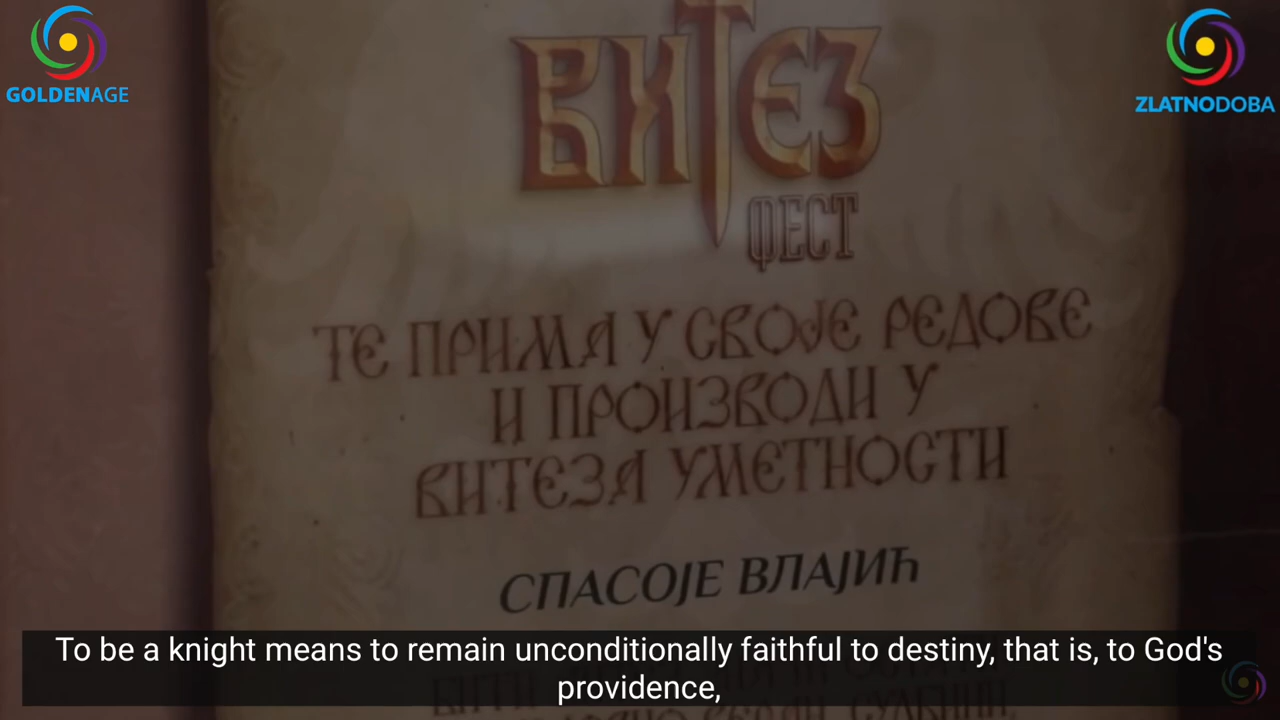 GOLDENAGE
ZLATNODOBA
ВИТЕЗ
ФЕСТ
ТЕ ПРИМА У СВОЈЕ РЕДОВЕ
И ПРОИЗВОДИ У
ВИТЕЗА УМЕТНОСТИ
СПАСОЈЕ ВЛАЈИЋ
To be a knight means to remain unconditionally faithful to destiny, that is, to God's
providence,